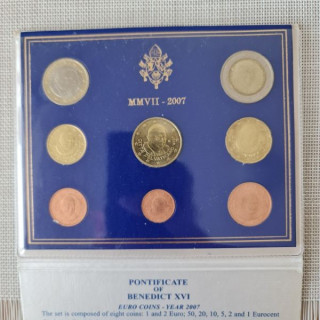 MMVII - 2007
PONTIFICATE
OF
BENEDICT XVI
EURO COINS - YEAR 2007
The set is composed of eight coins: 1 and 2 Euro; 50, 20, 10, 5, 2 and 1 Eurocent